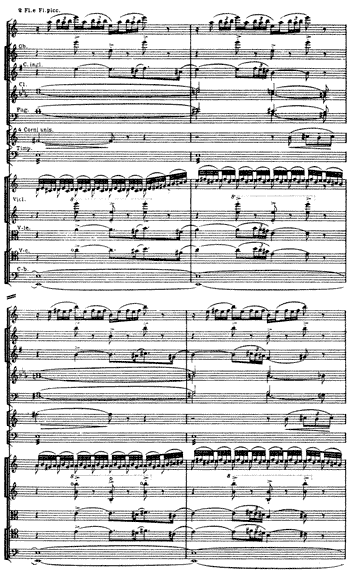 2 Fl. e Fl. picc.
Ob.
C. ingl.
Cl.
Fag.
4 Corni unis.
Timp.
Viol.
V-le.
V-c.
C-b.